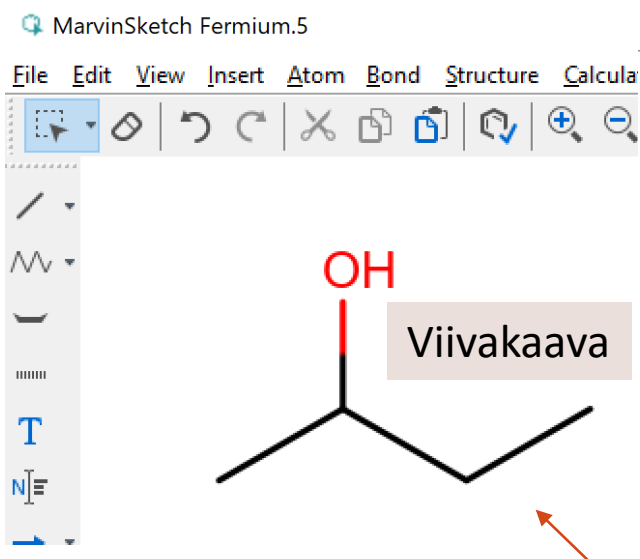 MarvinSketch Fermium.5
File Edit View Insert Atom Bond Structure Calcula
T
N
OH
Viivakaava